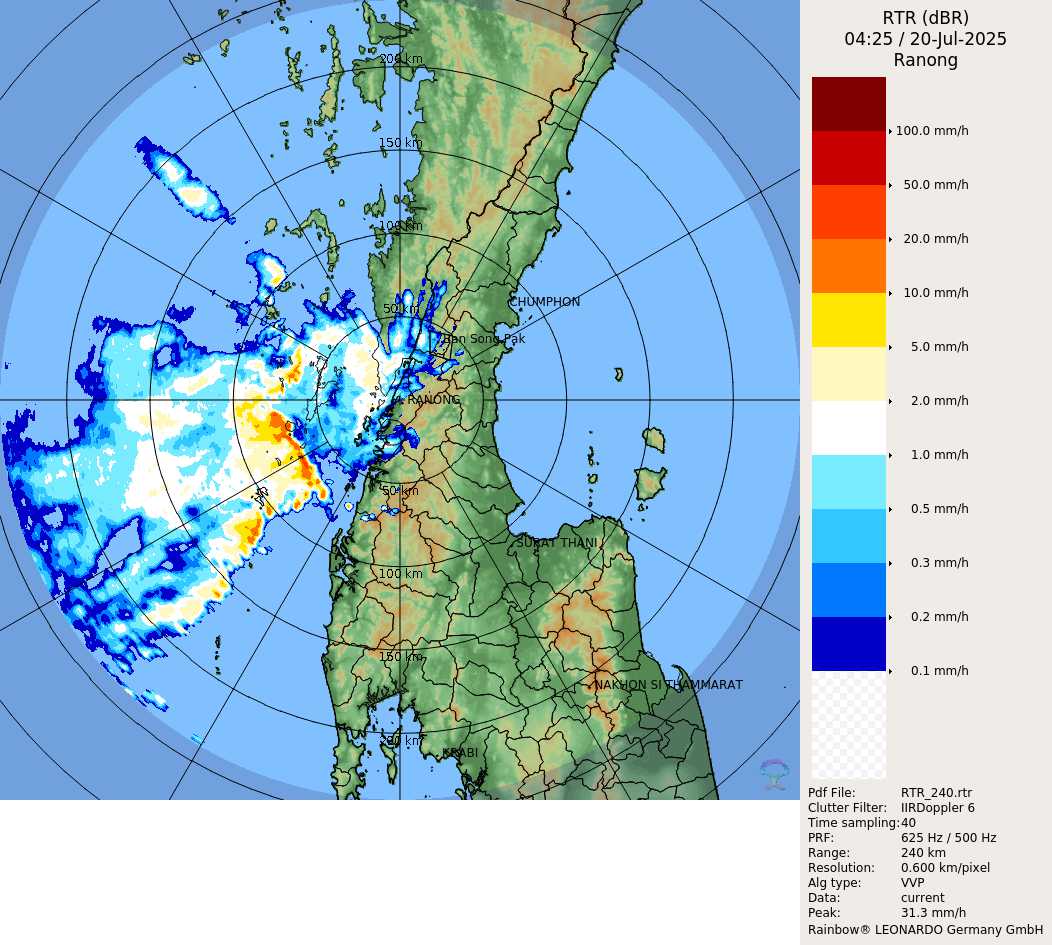 RTR (dBR)
04:25 / 20-Jul-2025
Ranong
200 km
150 km
100 km
50 km
CHUMPHON
Ban Song Pak
RANONG
50 km
SURAT THANI
100 km
150 km
NAKHON SI THAMMARAT
200 km
KRABI
100.0 mm/h
50.0 mm/h
20.0 mm/h
10.0 mm/h
5.0 mm/h
2.0 mm/h
1.0 mm/h
0.5 mm/h
0.3 mm/h
0.2 mm/h
0.1 mm/h
Pdf File: RTR_240.rtr
Clutter Filter: IIRDoppler 6
Time sampling: 40
PRF: 625 Hz / 500 Hz
Range: 240 km
Resolution: 0.600 km/pixel
Alg type: VVP
Data: current
Peak: 31.3 mm/h
Rainbow® LEONARDO Germany GmbH